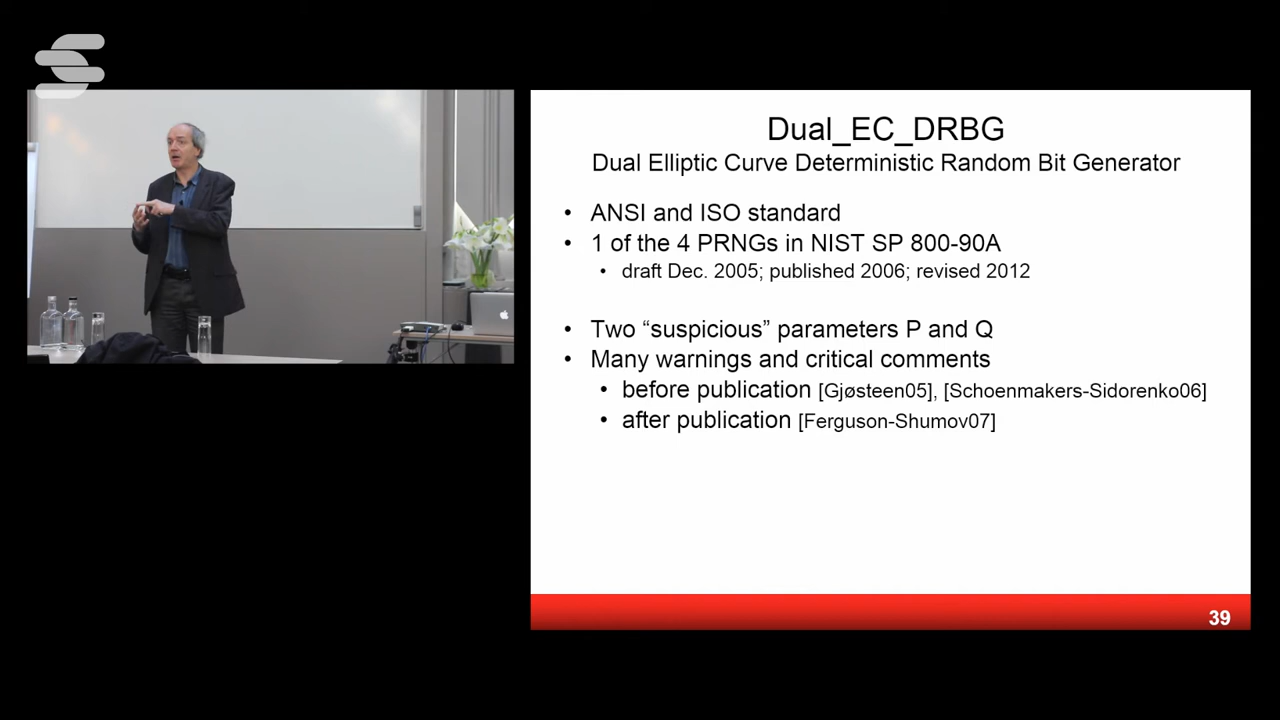 Dual_EC_DRBG
Dual Elliptic Curve Deterministic Random Bit Generator
• ANSI and ISO standard
• 1 of the 4 PRNGs in NIST SP 800-90A
• draft Dec. 2005; published 2006; revised 2012
• Two “suspicious” parameters P and Q
• Many warnings and critical comments
• before publication [Gjøsteen05], [Schoenmakers-Sidorenko06]
• after publication [Ferguson-Shumov07]
39